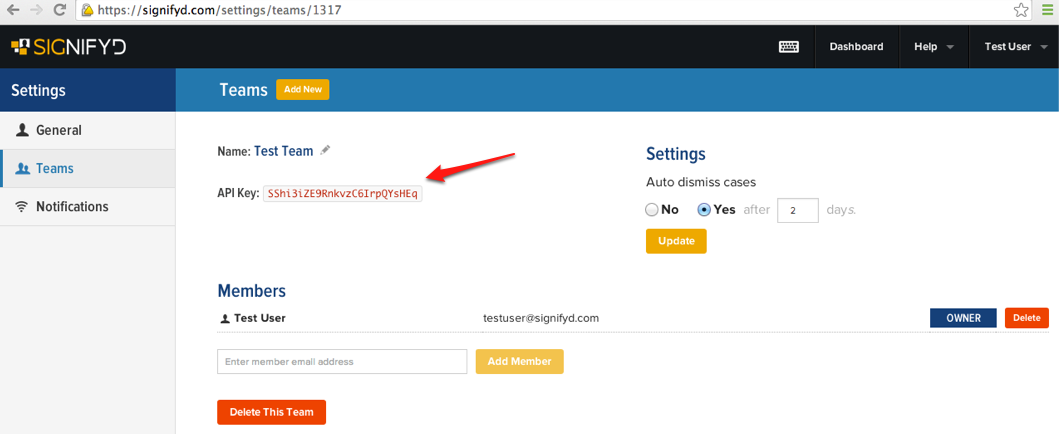 https://signifyd.com/settings/teams/1317
SIGNIFYD
Dashboard
Help
Test User
Settings
Teams
Add New
General
Teams
Notifications
Name: Test Team
API Key: SShi3iZE9RnkvzC6IrpQYsHEq
Settings
Auto dismiss cases
No Yes after 2 days.
Update
Members
Test User testuser@signifyd.com OWNER Delete
Enter member email address Add Member
Delete This Team